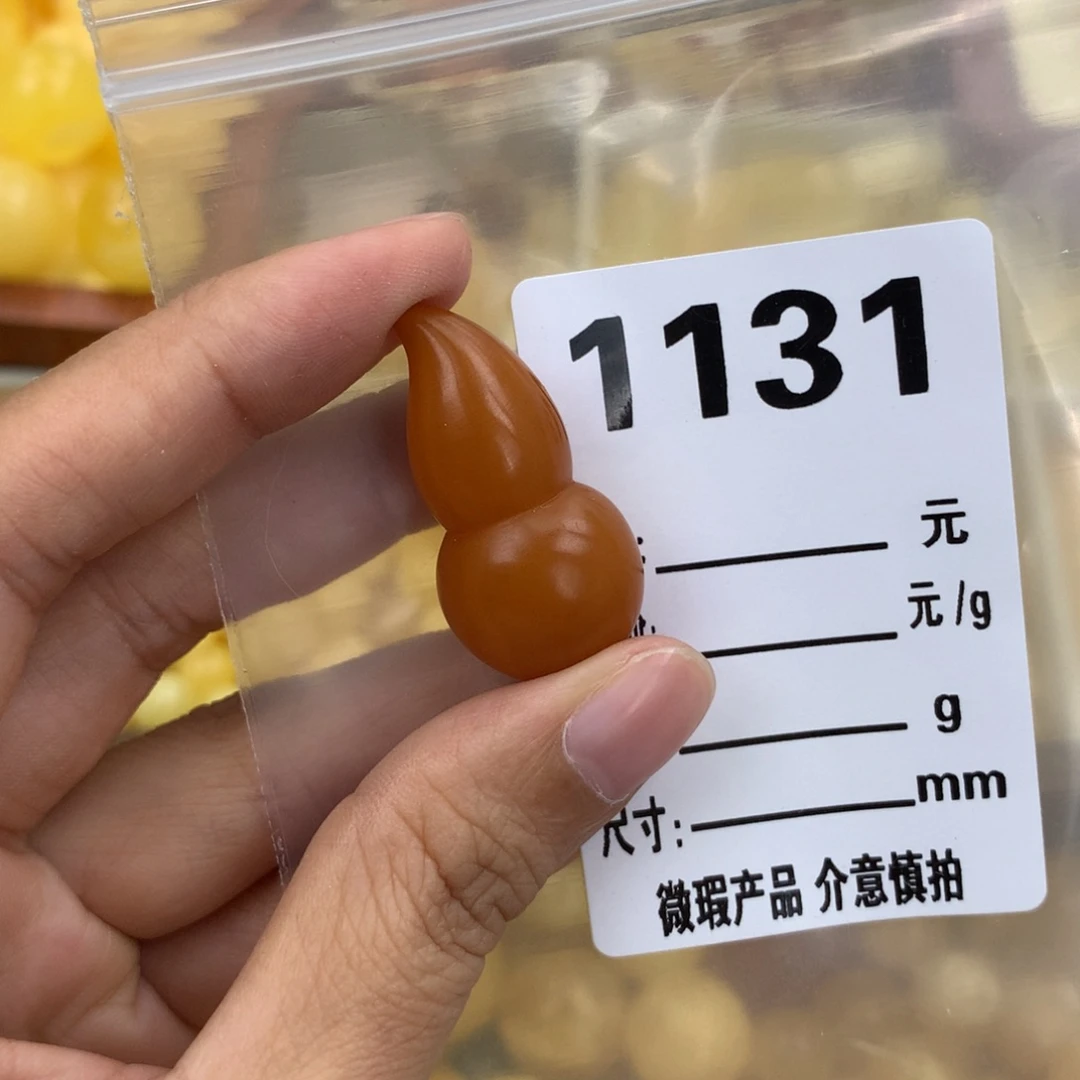 1131
元
元/g
g
尺寸: mm
微瑕产品 介意慎拍